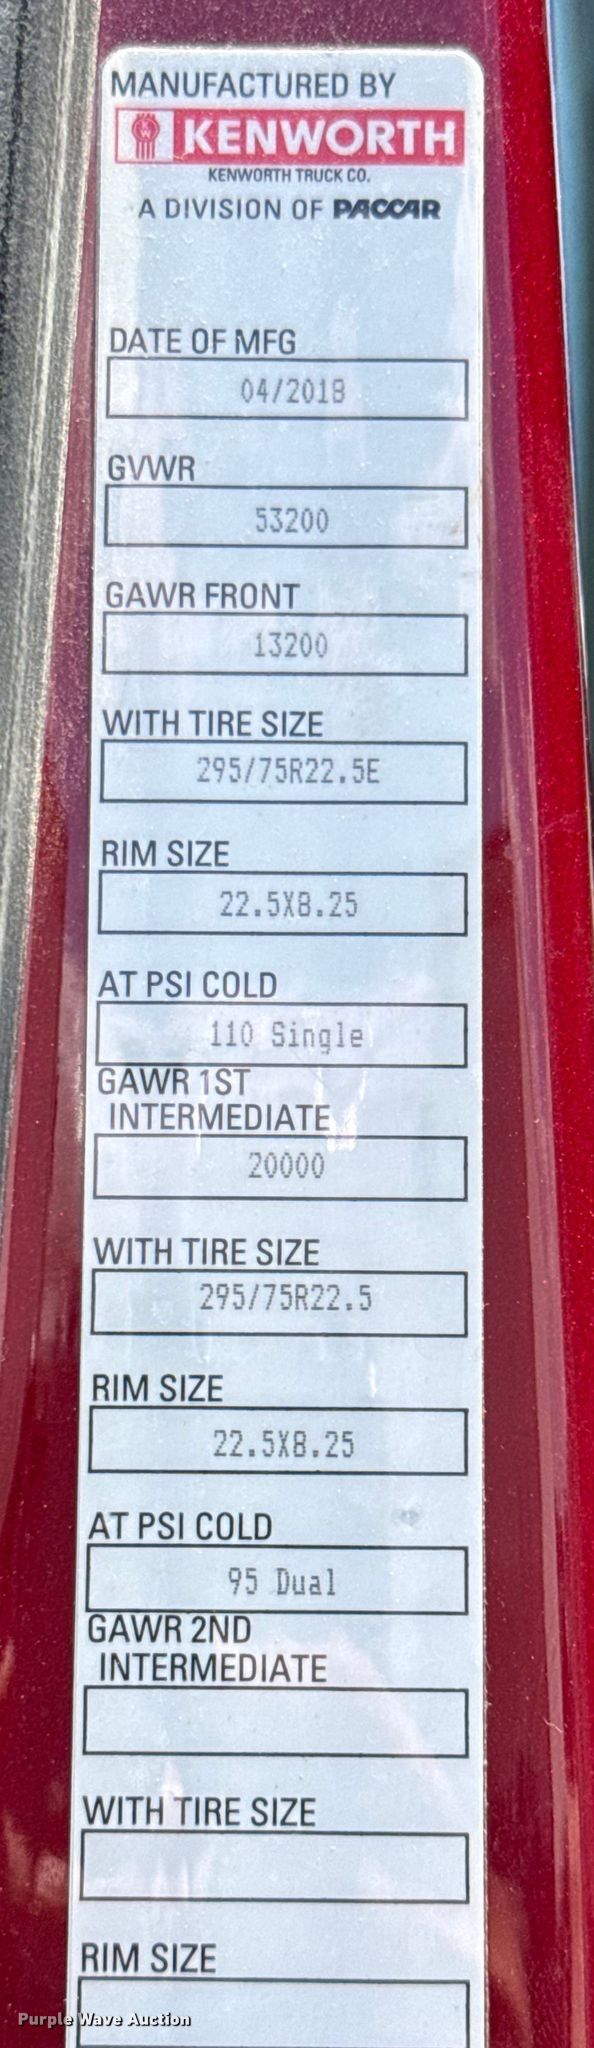 MANUFACTURED BY
KENWORTH
KENWORTH TRUCK CO.
A DIVISION OF PACCAR
DATE OF MFG
04/2018
GVWR
53200
GAWR FRONT
13200
WITH TIRE SIZE
295/75R22.5E
RIM SIZE
22.5X8.25
AT PSI COLD
110 Single
GAWR 1ST
INTERMEDIATE
20000
WITH TIRE SIZE
295/75R22.5
RIM SIZE
22.5X8.25
AT PSI COLD
95 Dual
GAWR 2ND
INTERMEDIATE
WITH TIRE SIZE
RIM SIZE
Purple Wave Auction